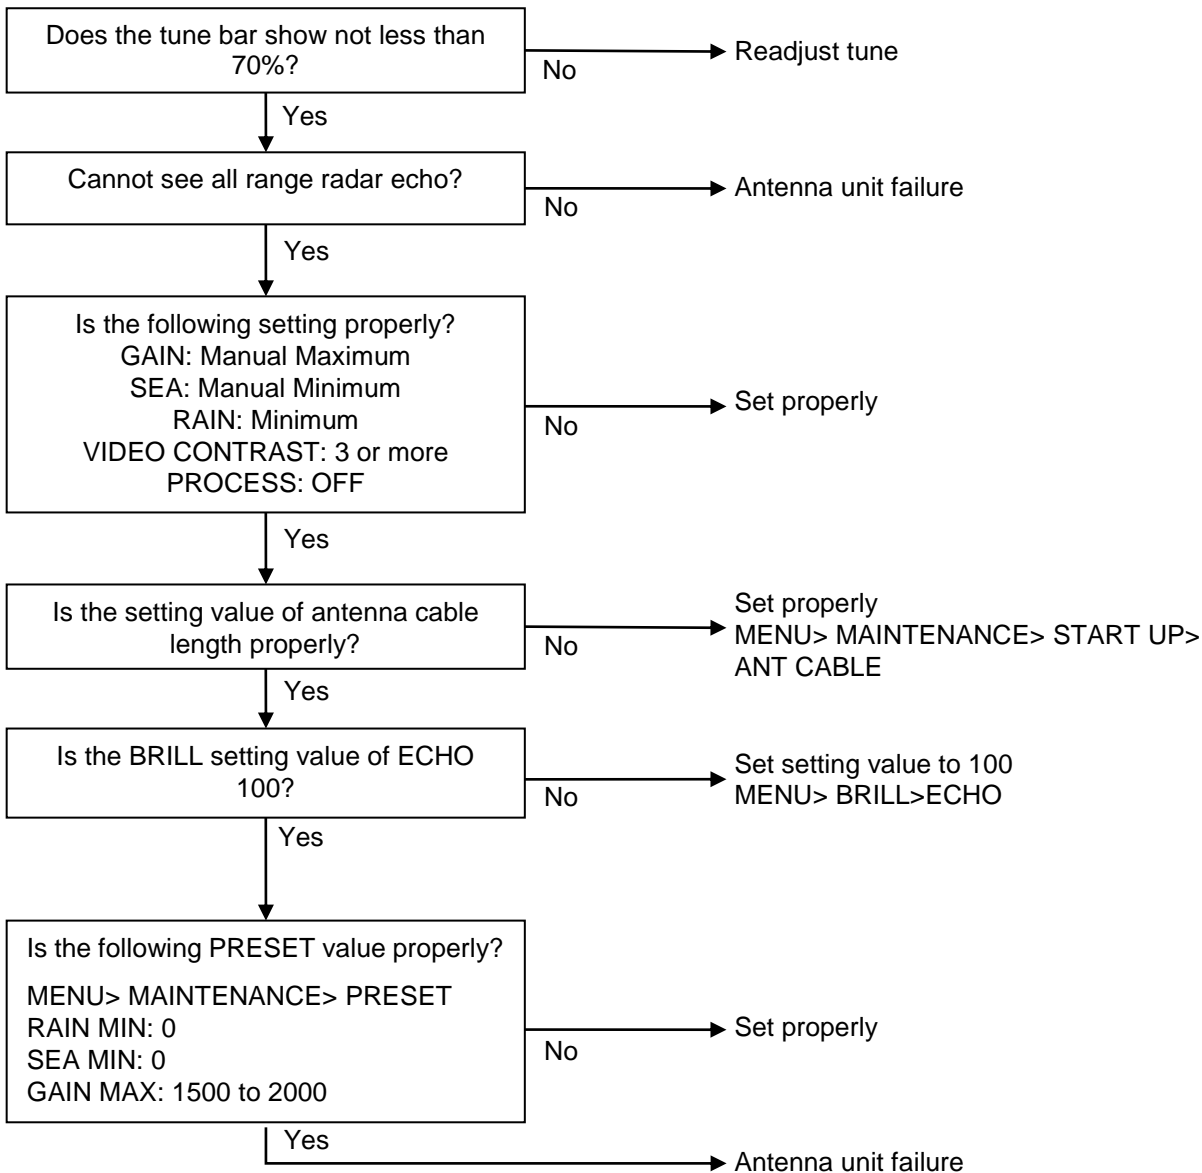 Does the tune bar show not less than
70%?
No
Readjust tune
Yes
Cannot see all range radar echo?
No
Antenna unit failure
Yes
Is the following setting properly?
GAIN: Manual Maximum
SEA: Manual Minimum
RAIN: Minimum
VIDEO CONTRAST: 3 or more
PROCESS: OFF
No
Set properly
Yes
Is the setting value of antenna cable
length properly?
No
Set properly
MENU> MAINTENANCE> START UP>
ANT CABLE
Yes
Is the BRILL setting value of ECHO
100?
No
Set setting value to 100
MENU> BRILL>ECHO
Yes
Is the following PRESET value properly?
MENU> MAINTENANCE> PRESET
RAIN MIN: 0
SEA MIN: 0
GAIN MAX: 1500 to 2000
No
Set properly
Yes
Antenna unit failure